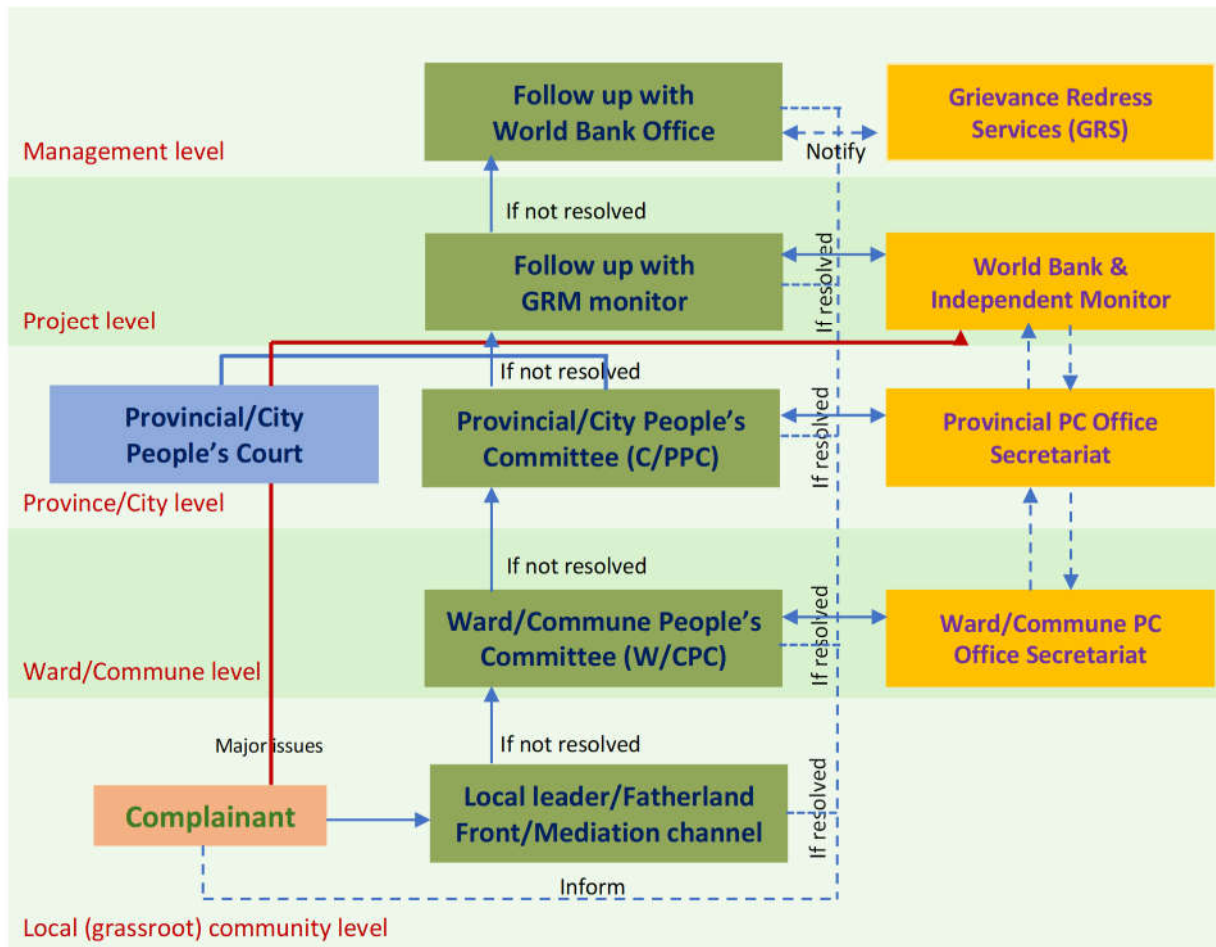 Follow up with
World Bank Office
Grievance Redress
Services (GRS)
Notify
Management level
If not resolved
Follow up with
GRM monitor
If resolved
World Bank &
Independent Monitor
Project level
If not resolved
Provincial/City
People's Court
Provincial/City People's
Committee (C/PPC)
If resolved
Provincial PC Office
Secretariat
Province/City level
If not resolved
Ward/Commune People's
Committee (W/CPC)
If resolved
Ward/Commune PC
Office Secretariat
Ward/Commune level
Major issues
If not resolved
Complainant
Local leader/Fatherland
Front/Mediation channel
If resolved
Inform
Local (grassroot) community level